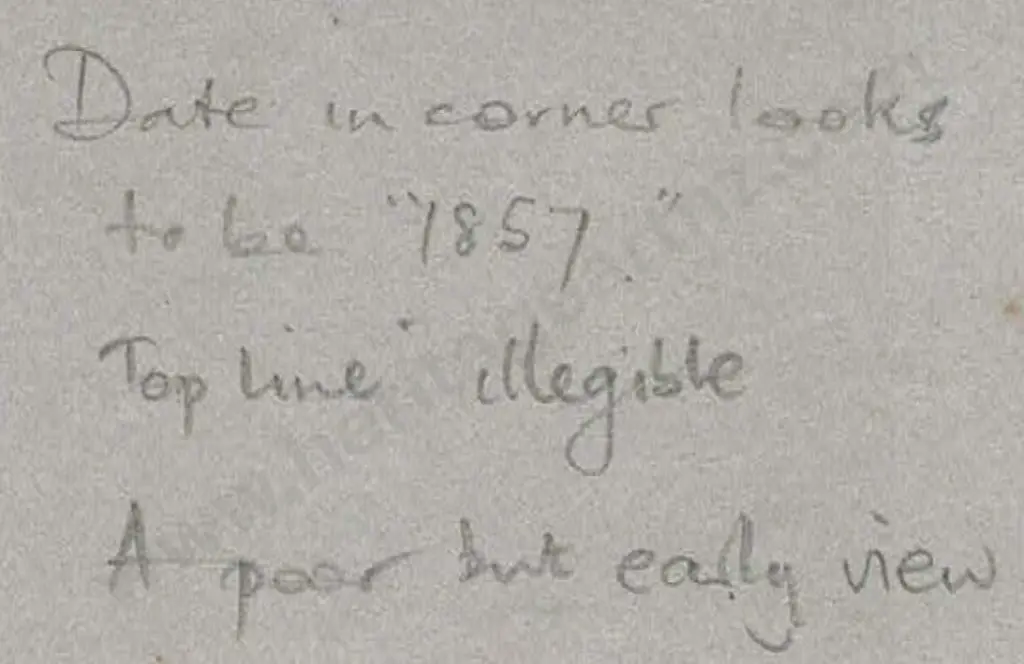 Date in corner looks
to be "1857."
Top line illegible
A poor but early view